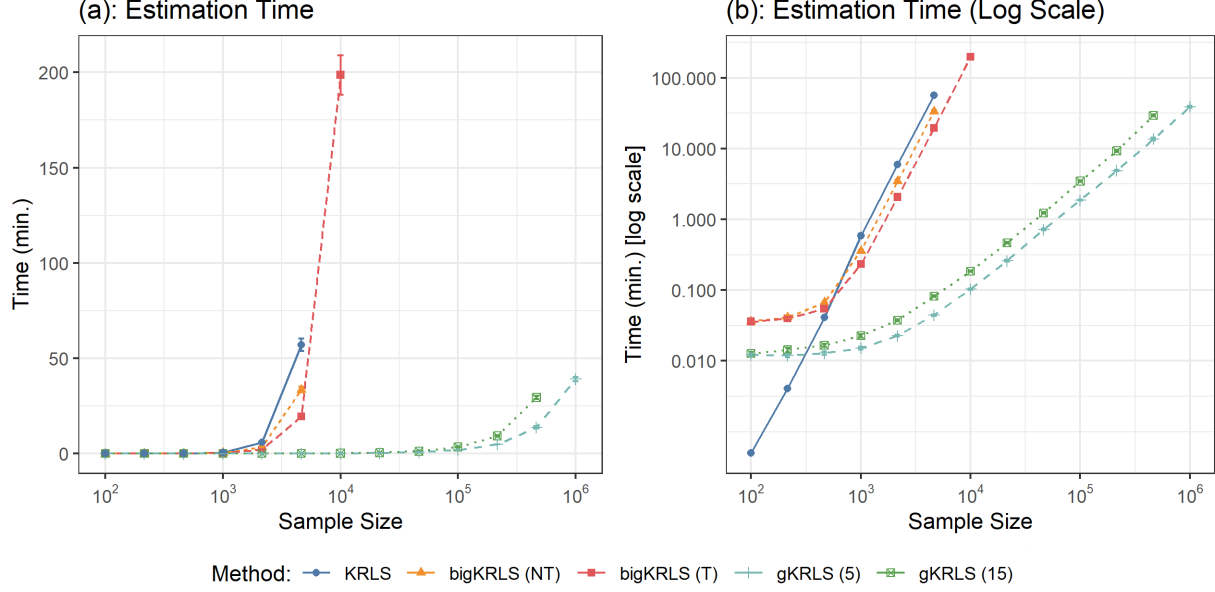 (a): Estimation Time
Time (min.)
200
150
100
50
0
10²
10³
10⁴
10⁵
10⁶
Sample Size
(b): Estimation Time (Log Scale)
Time (min.) [log scale]
100.000
10.000
1.000
0.100
0.010
10²
10³
10⁴
10⁵
10⁶
Sample Size
Method: KRLS bigKRLS (NT) bigKRLS (T) gKRLS (5) gKRLS (15)